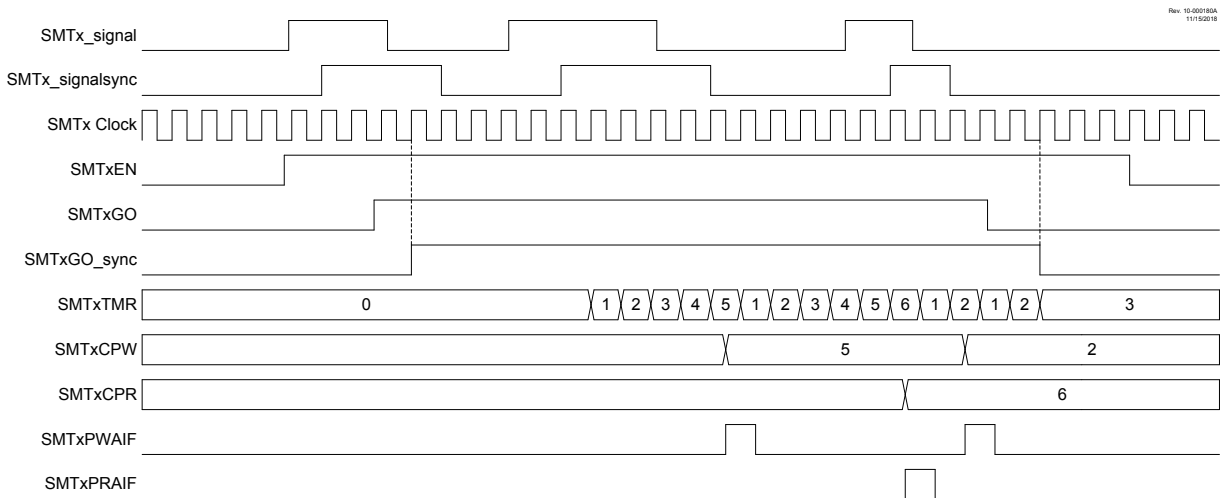 Rev. 10-000180A
11/15/2018
SMTx_signal
SMTx_signalsync
SMTx Clock
SMTxEN
SMTxGO
SMTxGO_sync
SMTxTMR 0 1 2 3 4 5 1 2 3 4 5 6 1 2 1 2 3
SMTxCPW 5 2
SMTxCPR 6
SMTxPWAIF
SMTxPRAIF